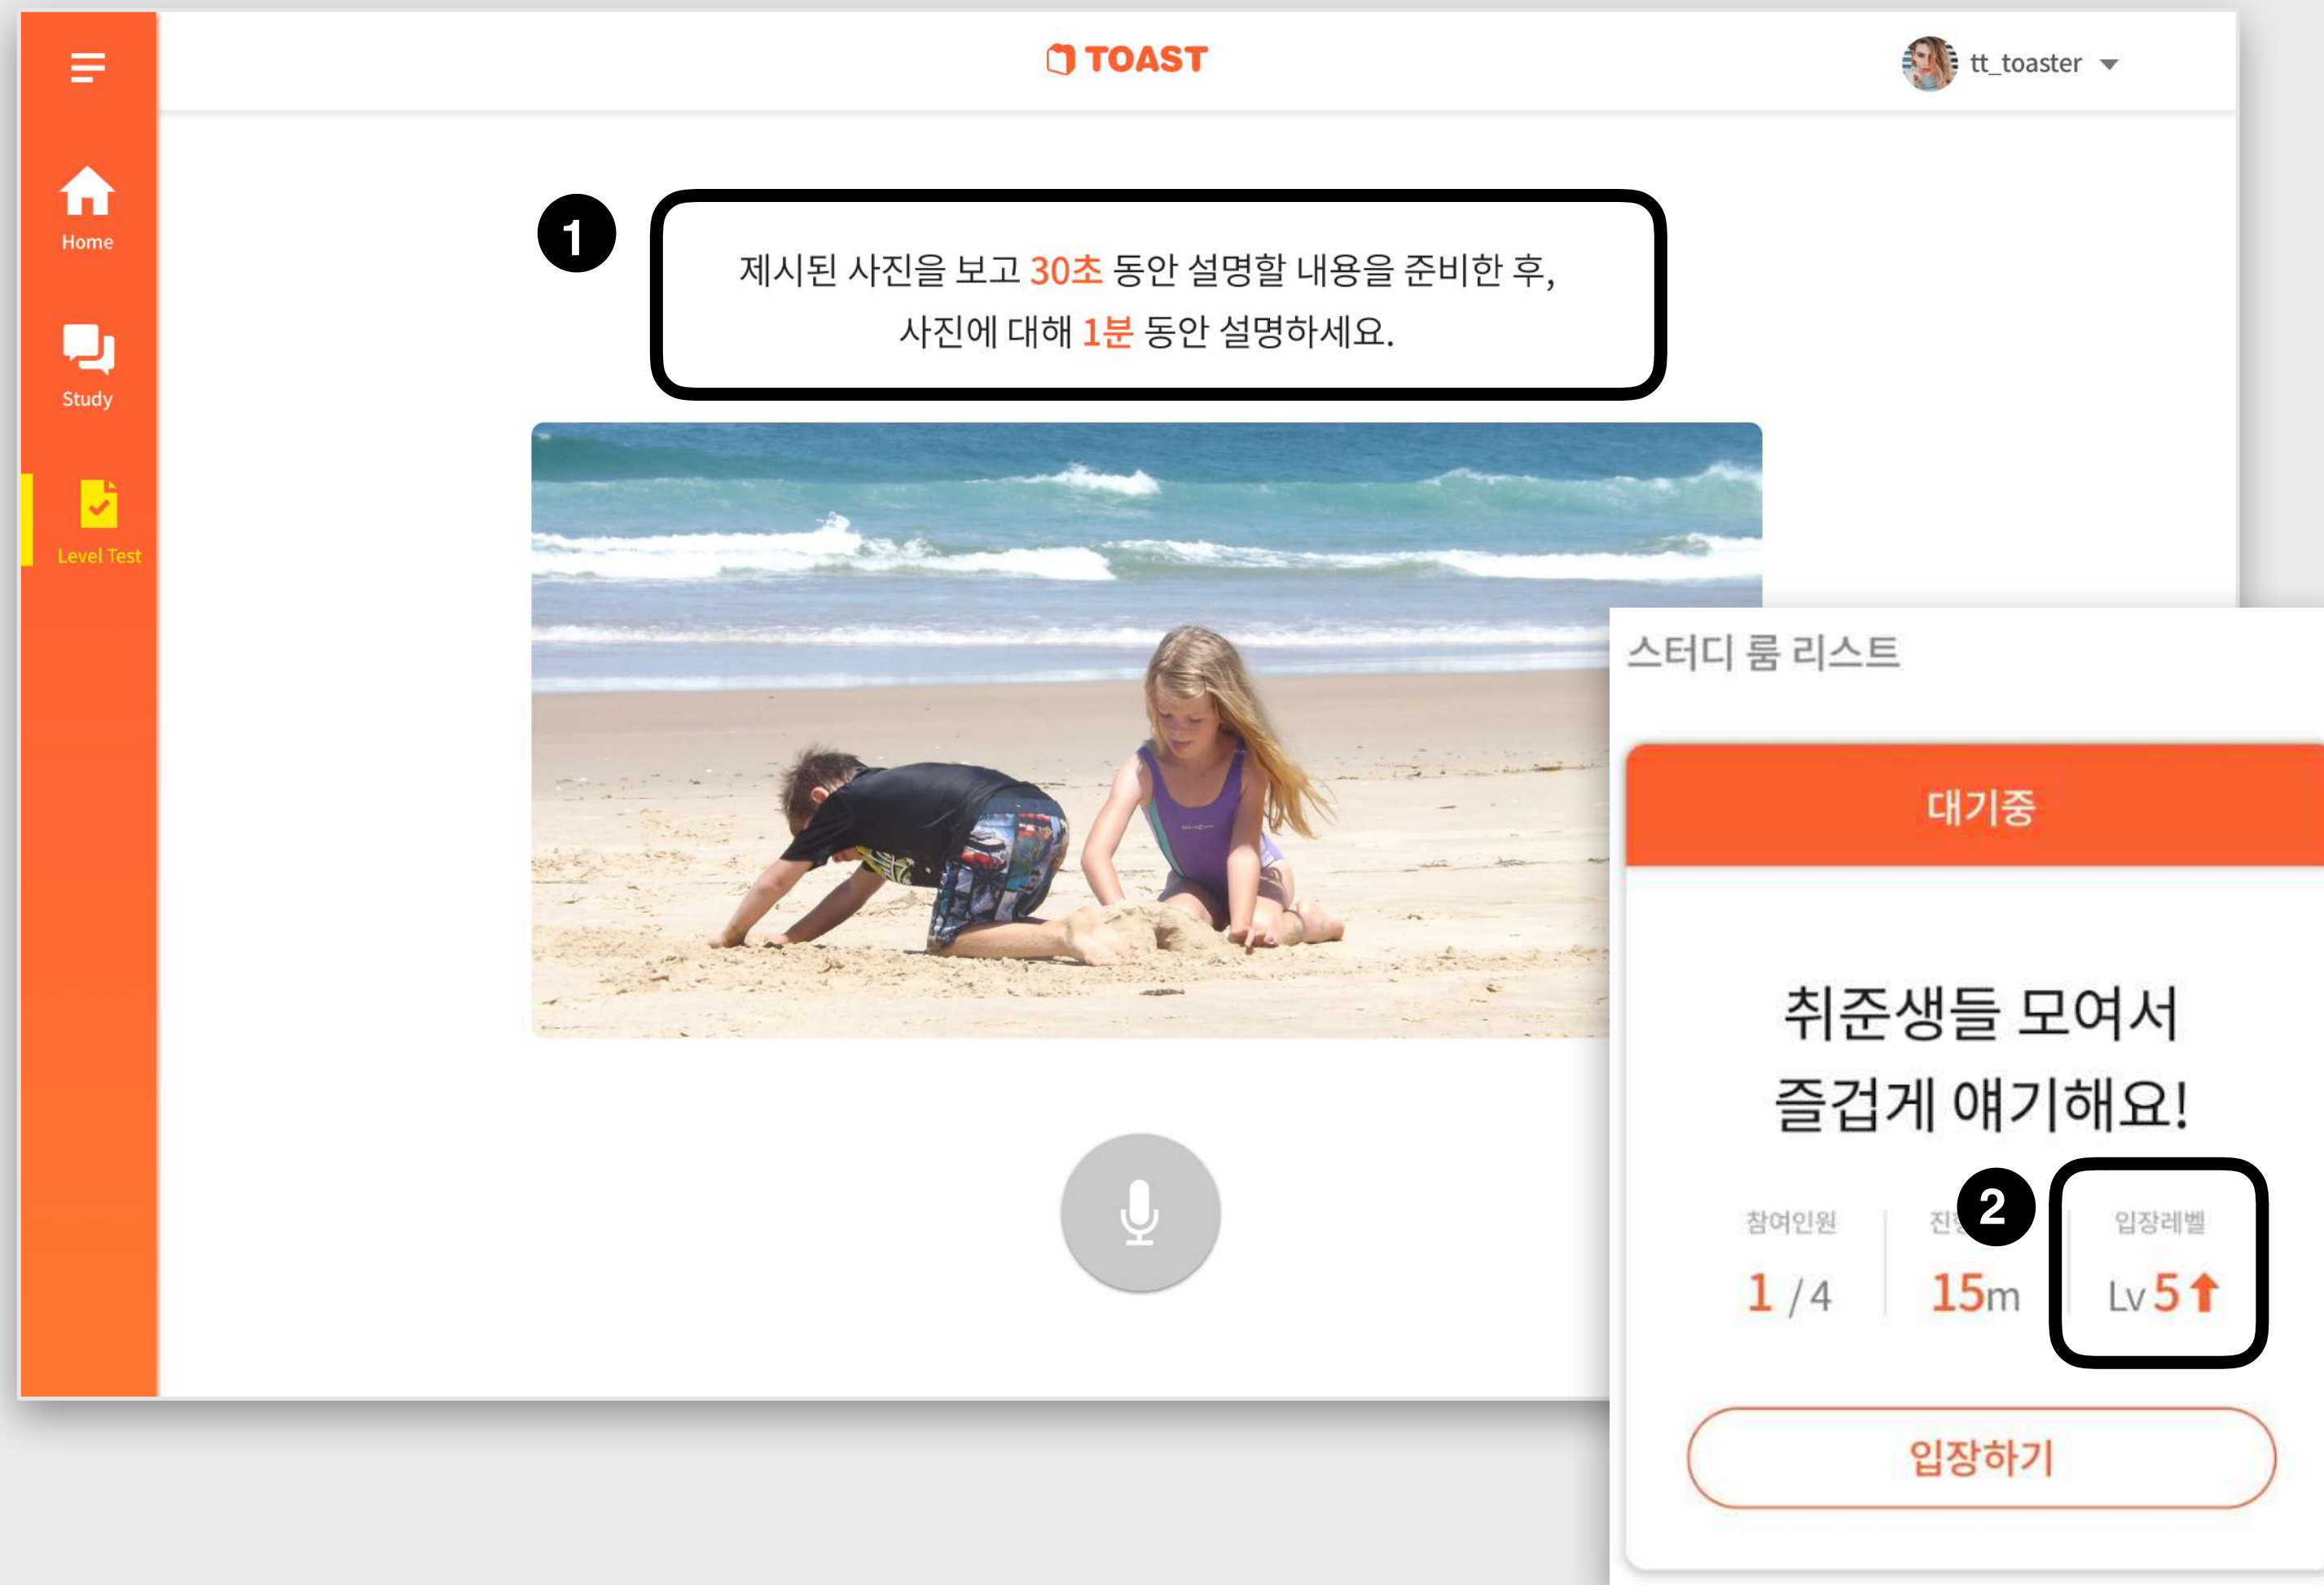 TOAST
tt_toaster
Home
Study
Level Test
1
제시된 사진을 보고 30초 동안 설명할 내용을 준비한 후,
사진에 대해 1분 동안 설명하세요.
스터디 룸 리스트
대기중
취준생들 모여서
즐겁게 얘기해요!
2
참여인원
1 / 4
15m
입장레벨
Lv 5↑
입장하기